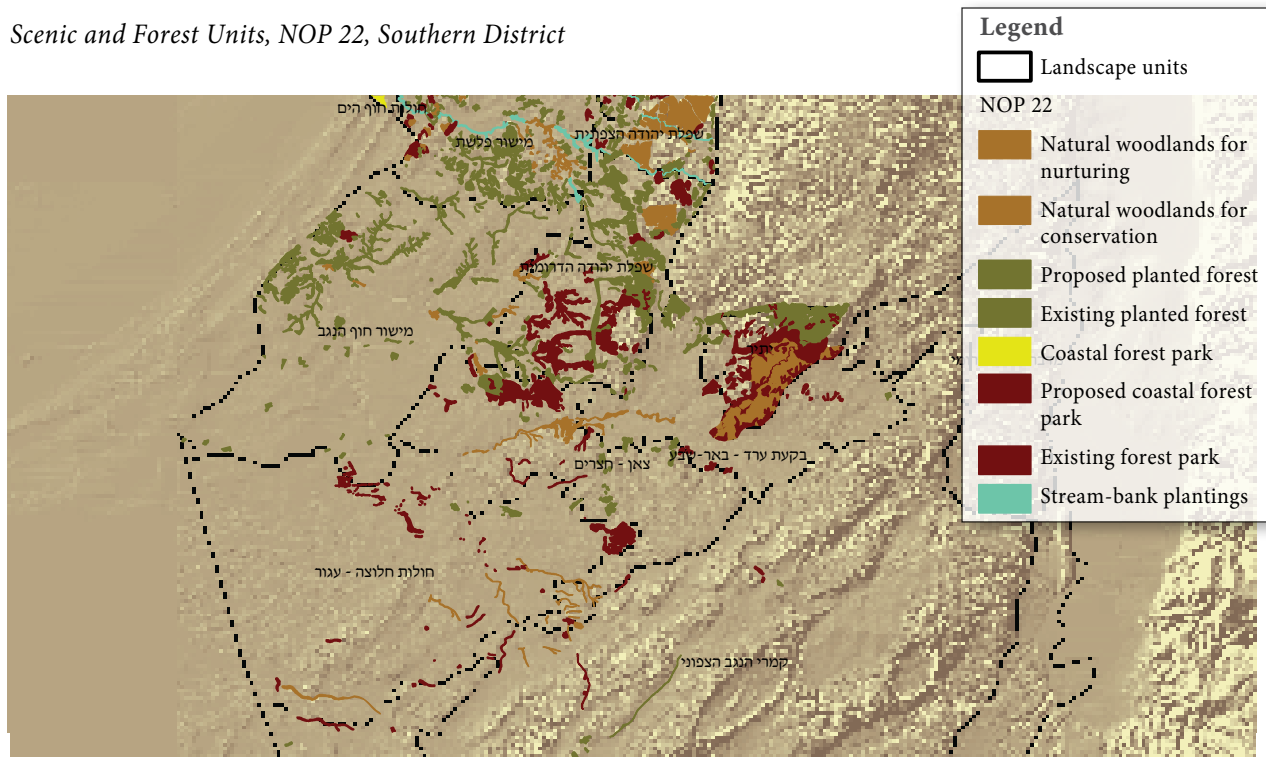 Scenic and Forest Units, NOP 22, Southern District
Legend
Landscape units
NOP 22
Natural woodlands for
nurturing
Natural woodlands for
conservation
Proposed planted forest
Existing planted forest
Coastal forest park
Proposed coastal forest
park
Existing forest park
Stream-bank plantings
חולות חוף הים
מישור פלשת
שפלת יהודה הצפונית
שפלת יהודה הדרומית
מישור חוף הנגב
יתיר
בקעת ערד - באר-שבע
צאן - חצרים
חולות חלוצה - עגור
קמרי הנגב הצפוני